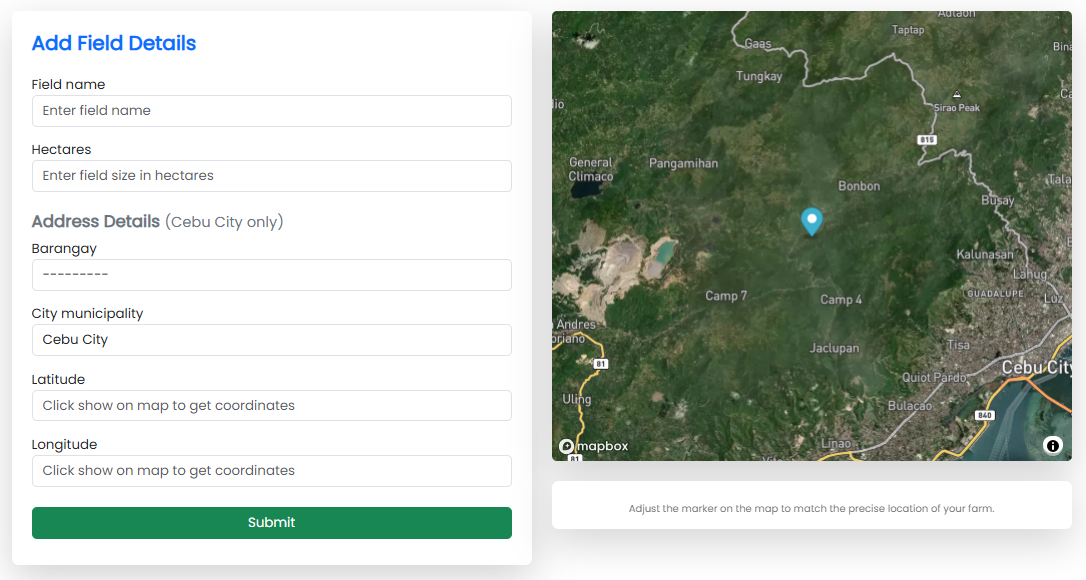 Add Field Details
Field name
Enter field name
Hectares
Enter field size in hectares
Address Details (Cebu City only)
Barangay
---------
City municipality
Cebu City
Latitude
Click show on map to get coordinates
Longitude
Click show on map to get coordinates
Submit
Adtaon
Taptap
Gaas
Bina
Tungkay
Ca
Sirao Peak
815
General
Climaco
Pangamihan
Bonbon
Tala
Busay
Kalunasan
Lahug
Camp 7
GUADALUPE
Luz
Camp 4
Andres
oriano
Jaclupan
Tisa
81
Cebu City
Quiot Pardo
Uling
Bulacao
840
Linao
mapbox
81
Adjust the marker on the map to match the precise location of your farm.